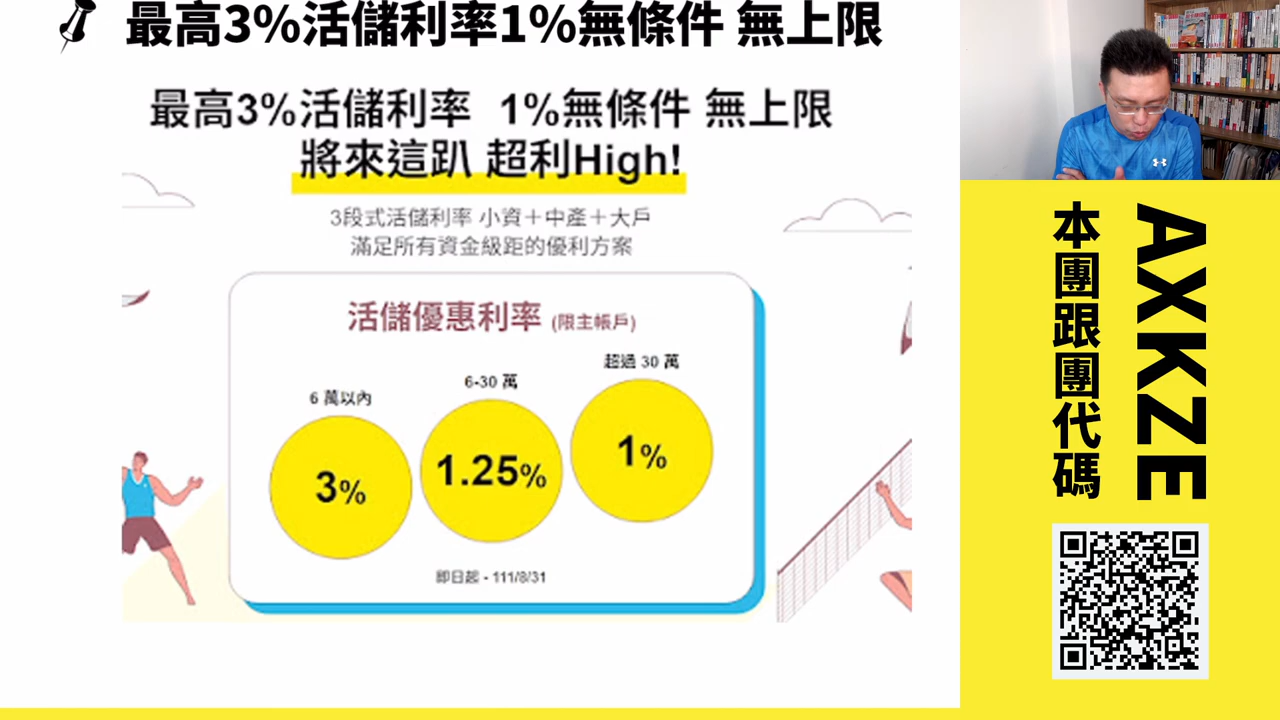 最高3%活儲利率1%無條件 無上限
最高3%活儲利率 1%無條件 無上限
將來這趴 超利High!
3段式活儲利率 小資＋中產＋大戶
滿足所有資金級距的優利方案
活儲優惠利率 (限主帳戶)
6 萬以內
3%
6-30 萬
1.25%
超過 30 萬
1%
即日起 - 111/8/31
AXKZE
本團跟團代碼